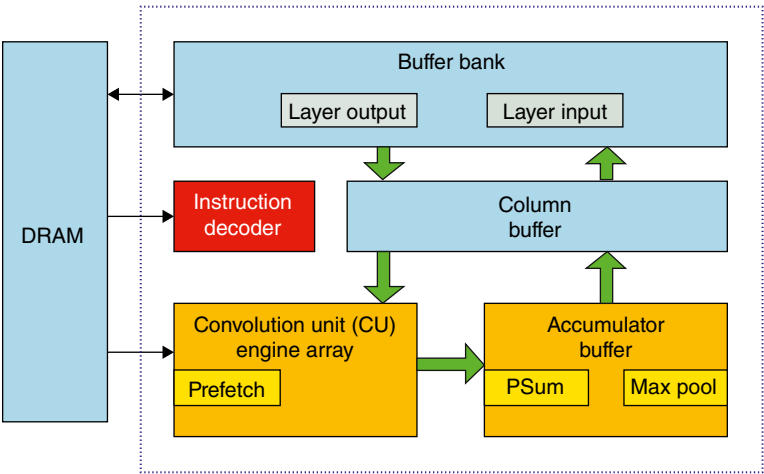 Buffer bank
Layer output
Layer input
DRAM
Instruction
decoder
Column
buffer
Convolution unit (CU)
engine array
Prefetch
Accumulator
buffer
PSum
Max pool